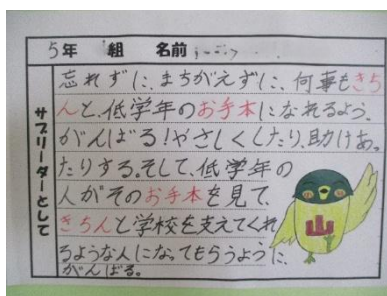 5年 組 名前
サブリーダーとして
忘れずに、まちがえずに、何事もきち
んと、低学年のお手本になれるよう、
がんばる!やさしくしたり、助けあっ
たりする。そして、低学年の
人がそのお手本を見て、
きちんと学校を支えてくれ
るような人になってもらうように、
がんばる。
山